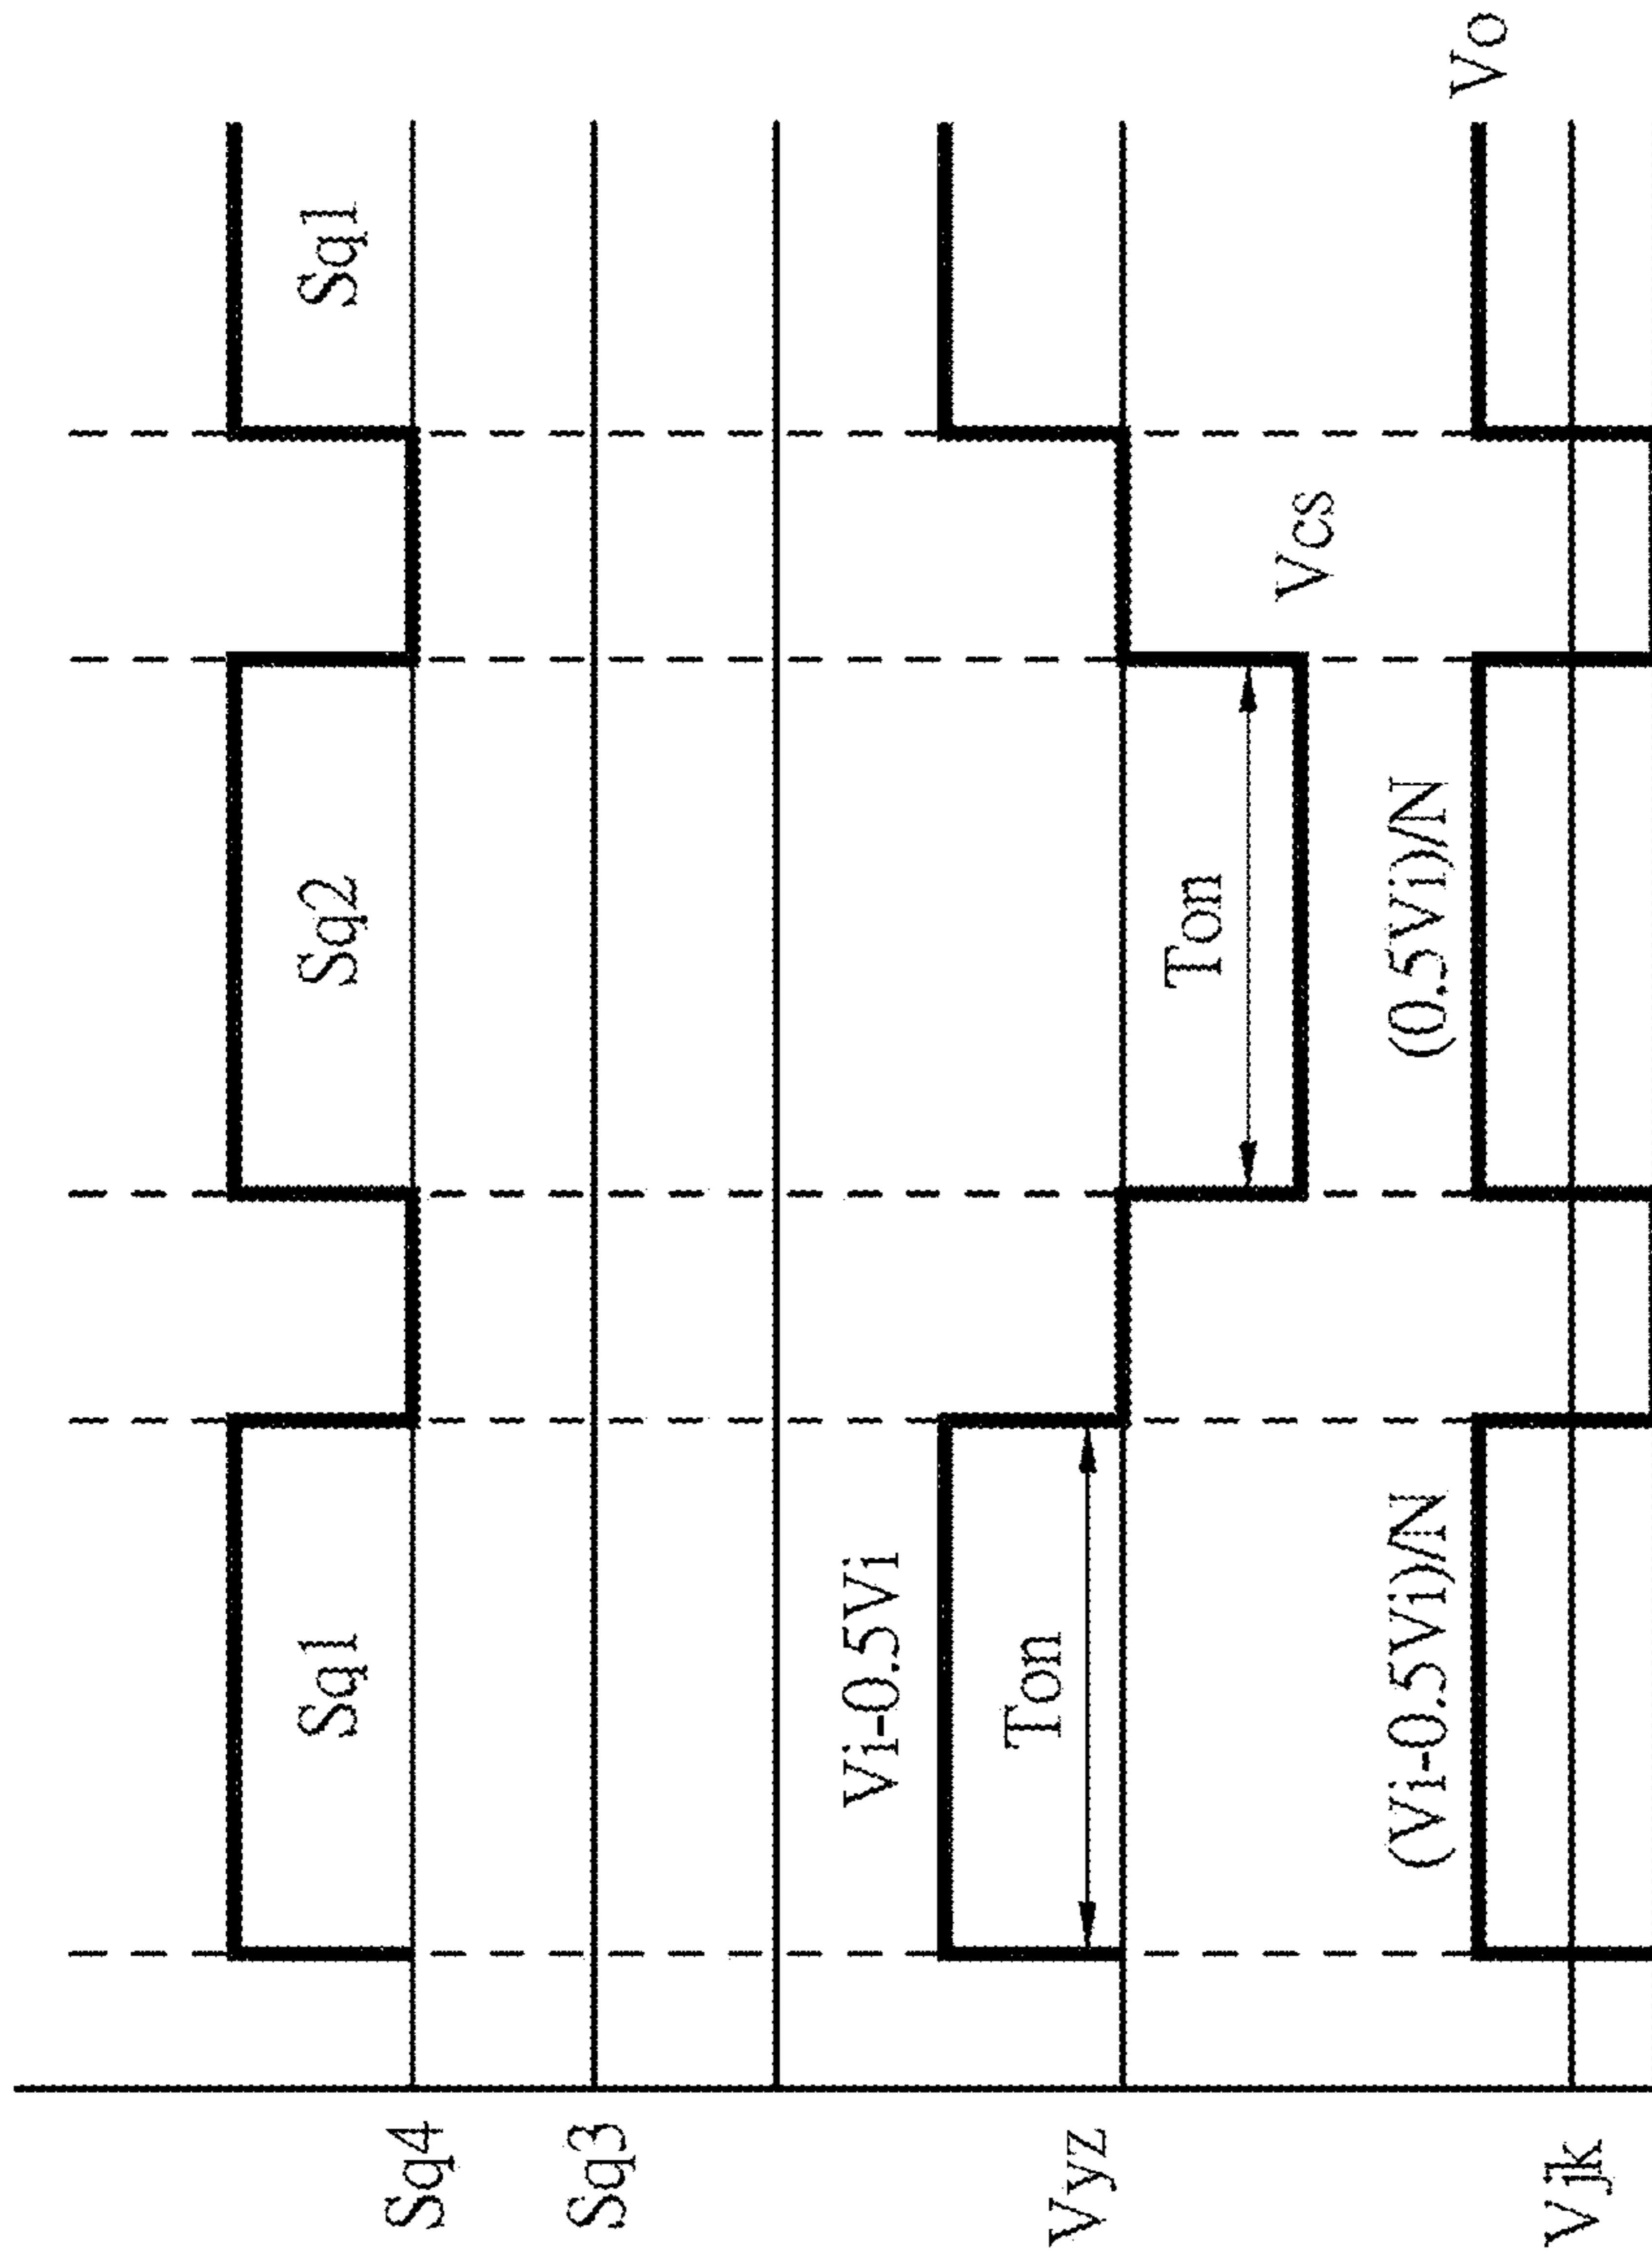 Sq1
Sq2
Sq1
Sq4
Sq3
Vi-0.5Vi
Ton
Vyz
Ton
Vcs
(Vi-0.5Vi)/N
(0.5Vi)/N
Vo
Vjk